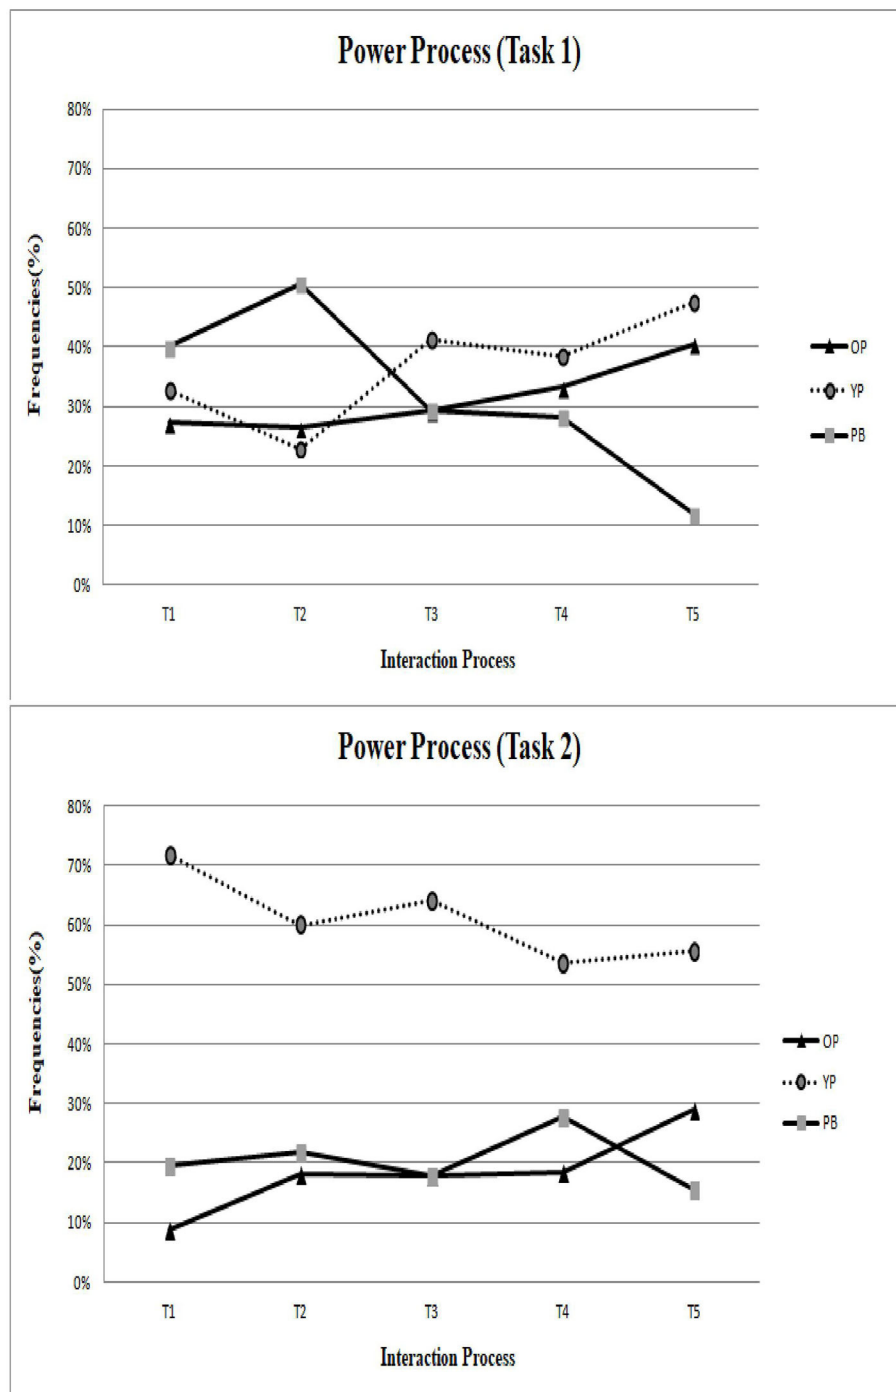 Power Process (Task 1)
80%
70%
60%
50%
40%
30%
20%
10%
0%
Frequencies(%)
T1 T2 T3 T4 T5
Interaction Process
OP
YP
PB
Power Process (Task 2)
80%
70%
60%
50%
40%
30%
20%
10%
0%
Frequencies(%)
T1 T2 T3 T4 T5
Interaction Process
OP
YP
PB